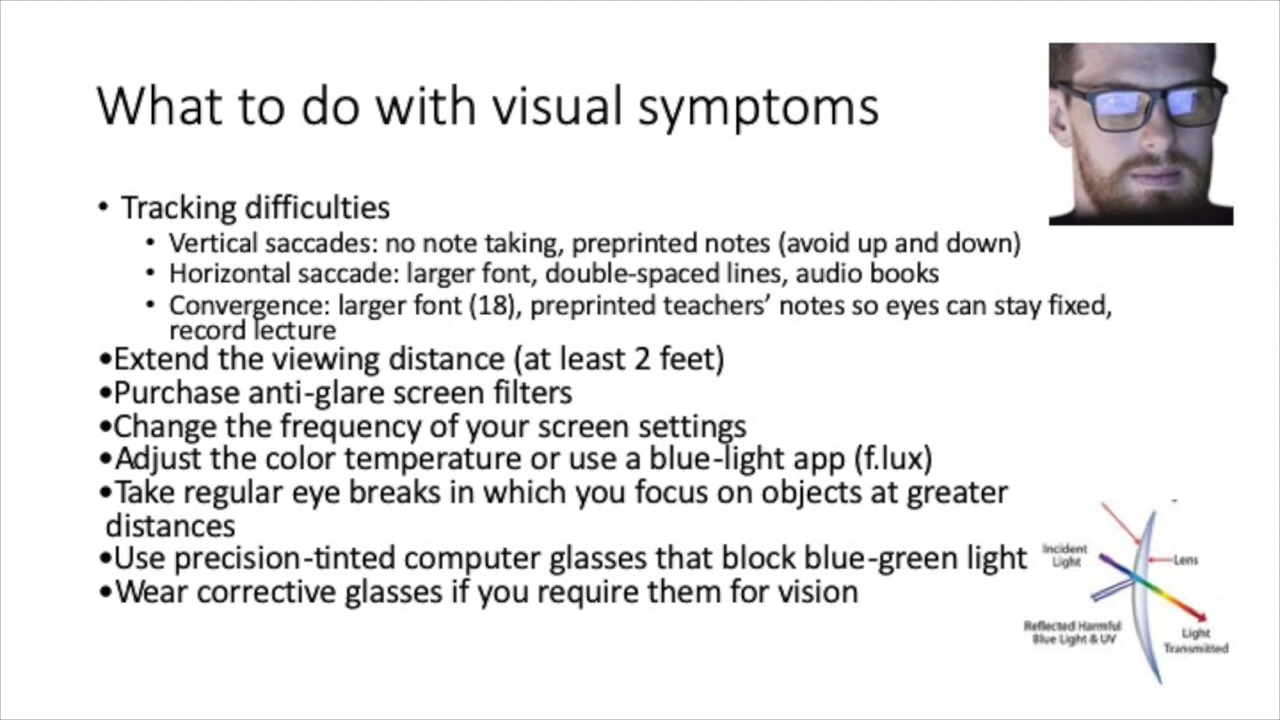 What to do with visual symptoms
• Tracking difficulties
• Vertical saccades: no note taking, preprinted notes (avoid up and down)
• Horizontal saccade: larger font, double-spaced lines, audio books
• Convergence: larger font (18), preprinted teachers’ notes so eyes can stay fixed,
record lecture
•Extend the viewing distance (at least 2 feet)
•Purchase anti-glare screen filters
•Change the frequency of your screen settings
•Adjust the color temperature or use a blue-light app (f.lux)
•Take regular eye breaks in which you focus on objects at greater
distances
•Use precision-tinted computer glasses that block blue-green light
•Wear corrective glasses if you require them for vision
Incident
Light
Lens
Reflected Harmful
Blue Light & UV
Light
Transmitted